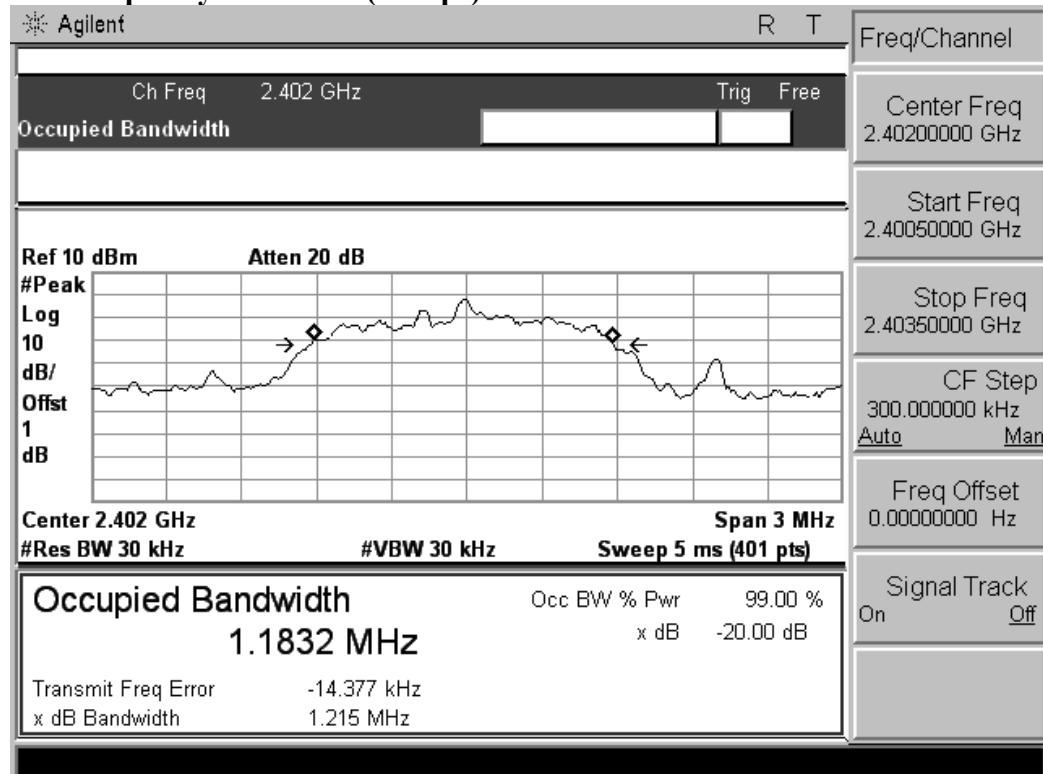 Agilent R T
Freq/Channel
Ch Freq 2.402 GHz Trig Free
Occupied Bandwidth
Center Freq
2.40200000 GHz
Start Freq
2.40050000 GHz
Stop Freq
2.40350000 GHz
CF Step
300.000000 kHz
Auto Man
Freq Offset
0.00000000 Hz
Signal Track
On Off
Ref 10 dBm Atten 20 dB
#Peak
Log
10
dB/
Offst
1
dB
Center 2.402 GHz Span 3 MHz
#Res BW 30 kHz #VBW 30 kHz Sweep 5 ms (401 pts)
Occupied Bandwidth
1.1832 MHz
Occ BW % Pwr 99.00 %
x dB -20.00 dB
Transmit Freq Error -14.377 kHz
x dB Bandwidth 1.215 MHz